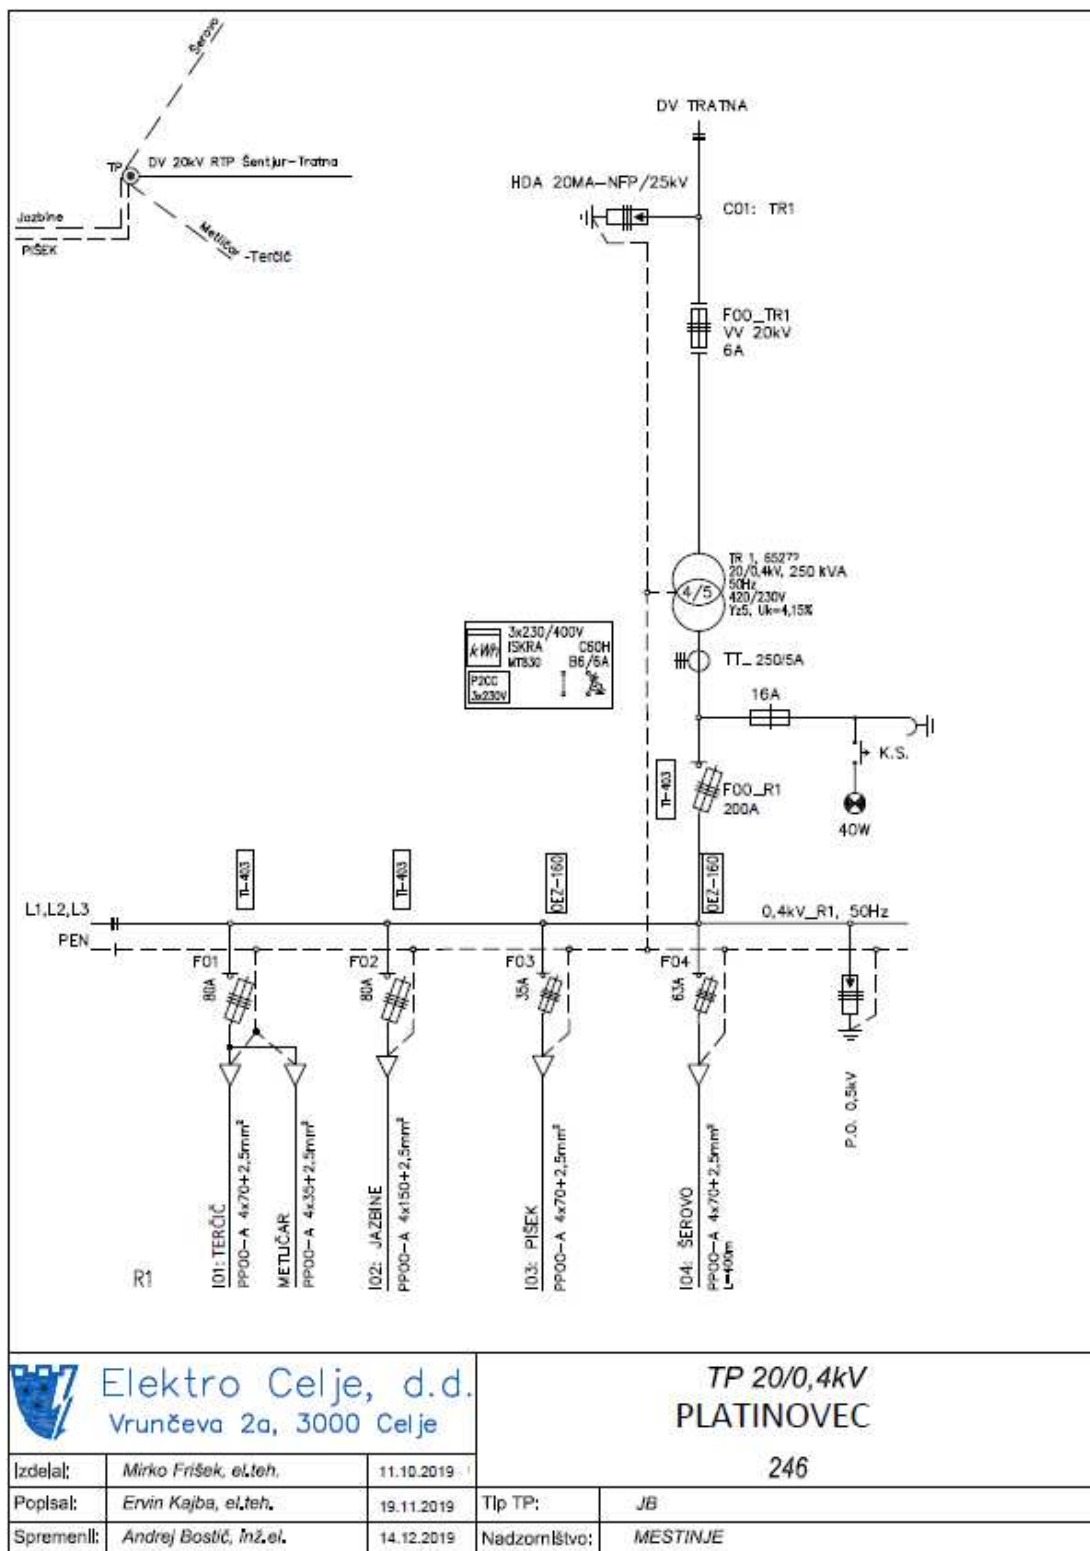 Šerovo
TP
DV 20kV RTP Šentjur-Tratna
Jazbine
PIŠEK
Metličar -Terčič
DV TRATNA
HDA 20MA-NFP/25kV
C01: TR1
F00_TR1
VV 20kV
6A
TR 1,
20/0,4kV, 250 kVA
50Hz
420/230V
Yz5, Uk=4,15%
4/5
3x230/400V
kWh
ISKRA
C60H
MT830
B6/6A
P2CC
3x230V
TT_ 250/5A
16A
K.S.
40W
TI-403
F00_R1
200A
TI-403
TI-403
OEZ-160
OEZ-160
L1,L2,L3
0,4kV_R1, 50Hz
PEN
F01
80A
F02
80A
F03
35A
F04
63A
P.O. 0,5kV
I01: TERČIČ
PP00-A 4x70+2,5mm²
METLIČAR
PP00-A 4x35+2,5mm²
I02: JAZBINE
PP00-A 4x150+2,5mm²
I03: PIŠEK
PP00-A 4x70+2,5mm²
I04: ŠEROVO
PP00-A 4x70+2,5mm²
L=400m
R1
Elektro Celje, d.d.
Vrunčeva 2a, 3000 Celje
TP 20/0,4kV
PLATINOVEC
246
Izdelal: Mirko Frišek, el.teh. 11.10.2019
Popisal: Ervin Kajba, el.teh. 19.11.2019
Tip TP: JB
Spremenil: Andrej Bostič, inž.el. 14.12.2019
Nadzorništvo: MESTINJE